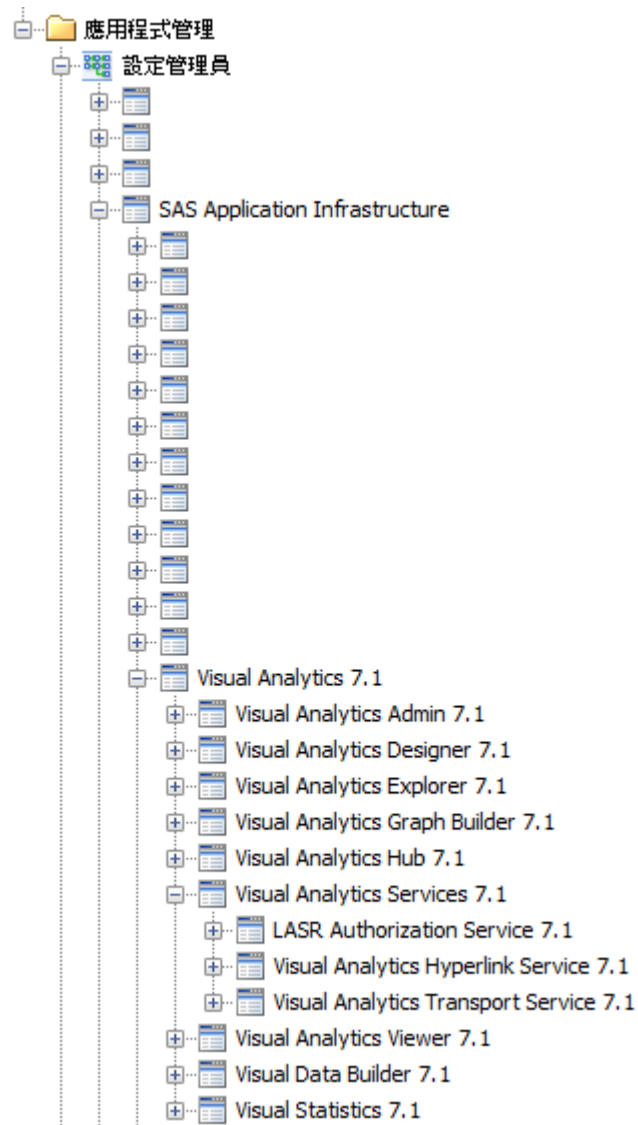 應用程式管理
設定管理員
SAS Application Infrastructure
Visual Analytics 7.1
Visual Analytics Admin 7.1
Visual Analytics Designer 7.1
Visual Analytics Explorer 7.1
Visual Analytics Graph Builder 7.1
Visual Analytics Hub 7.1
Visual Analytics Services 7.1
LASR Authorization Service 7.1
Visual Analytics Hyperlink Service 7.1
Visual Analytics Transport Service 7.1
Visual Analytics Viewer 7.1
Visual Data Builder 7.1
Visual Statistics 7.1